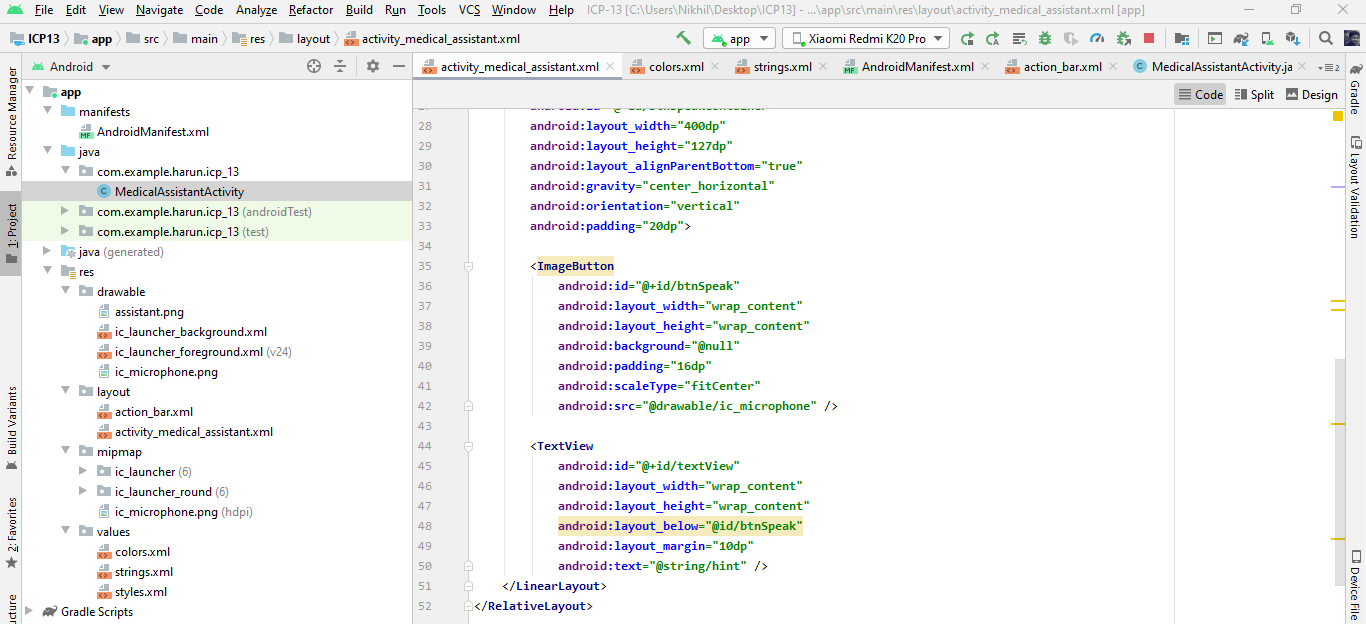 File Edit View Navigate Code Analyze Refactor Build Run Tools VCS Window Help ICP-13 [C:\Users\Nikhil\Desktop\ICP13] - ...\app\src\main\res\layout\activity_medical_assistant.xml [app]
ICP13 app src main res layout activity_medical_assistant.xml app Xiaomi Redmi K20 Pro
Android activity_medical_assistant.xml colors.xml strings.xml AndroidManifest.xml action_bar.xml MedicalAssistantActivity.ja 2
Code Split Design
Resource Manager
1: Project
Build Variants
2: Favorites
app
manifests
AndroidManifest.xml
java
com.example.harun.icp_13
MedicalAssistantActivity
com.example.harun.icp_13 (androidTest)
com.example.harun.icp_13 (test)
java (generated)
res
drawable
assistant.png
ic_launcher_background.xml
ic_launcher_foreground.xml (v24)
ic_microphone.png
layout
action_bar.xml
activity_medical_assistant.xml
mipmap
ic_launcher (6)
ic_launcher_round (6)
ic_microphone.png (hdpi)
values
colors.xml
strings.xml
styles.xml
Gradle Scripts
28 android:layout_width="400dp"
29 android:layout_height="127dp"
30 android:layout_alignParentBottom="true"
31 android:gravity="center_horizontal"
32 android:orientation="vertical"
33 android:padding="20dp">
34
35 <ImageButton
36 android:id="@+id/btnSpeak"
37 android:layout_width="wrap_content"
38 android:layout_height="wrap_content"
39 android:background="@null"
40 android:padding="16dp"
41 android:scaleType="fitCenter"
42 android:src="@drawable/ic_microphone" />
43
44 <TextView
45 android:id="@+id/textView"
46 android:layout_width="wrap_content"
47 android:layout_height="wrap_content"
48 android:layout_below="@id/btnSpeak"
49 android:layout_margin="10dp"
50 android:text="@string/hint" />
51 </LinearLayout>
52 </RelativeLayout>
Gradle
Layout Validation
Device File